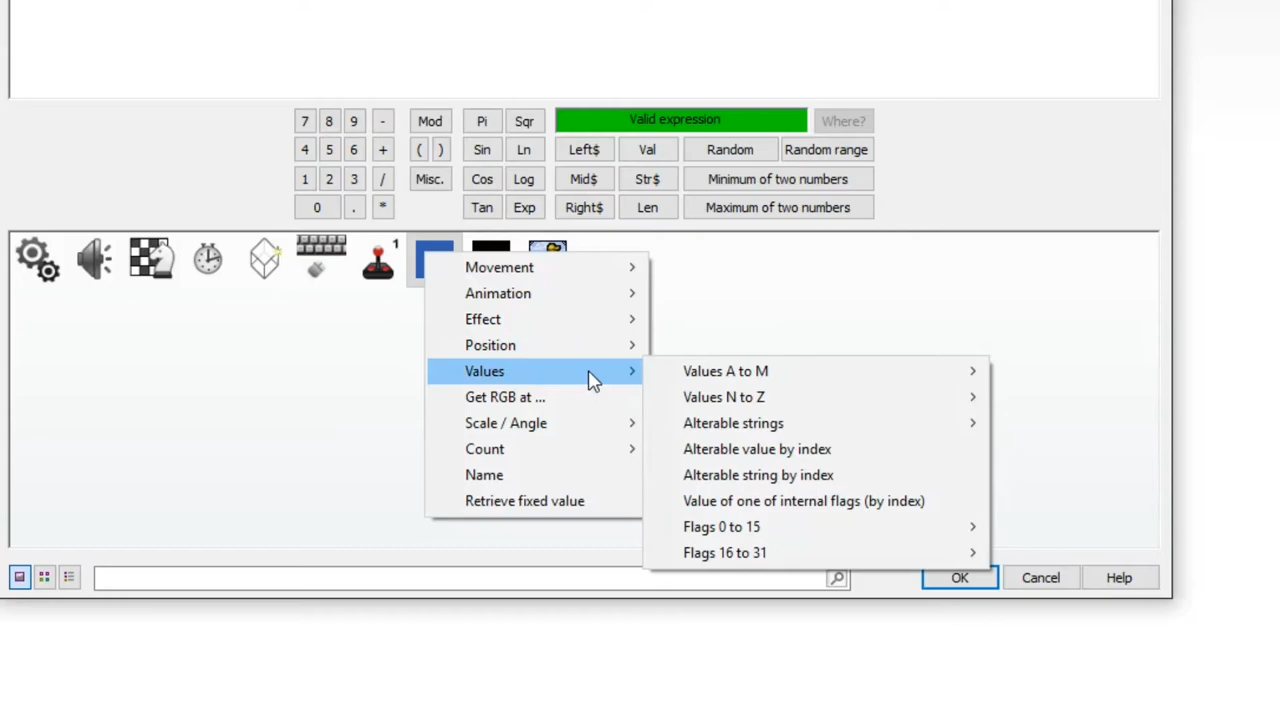 7 8 9 - Mod Pi Sqr Valid expression Where?
4 5 6 + ( ) Sin Ln Left$ Val Random Random range
1 2 3 / Misc. Cos Log Mid$ Str$ Minimum of two numbers
0 . * Tan Exp Right$ Len Maximum of two numbers
1
Movement
Animation
Effect
Position
Values
Get RGB at ...
Scale / Angle
Count
Name
Retrieve fixed value
Values A to M
Values N to Z
Alterable strings
Alterable value by index
Alterable string by index
Value of one of internal flags (by index)
Flags 0 to 15
Flags 16 to 31
OK Cancel Help